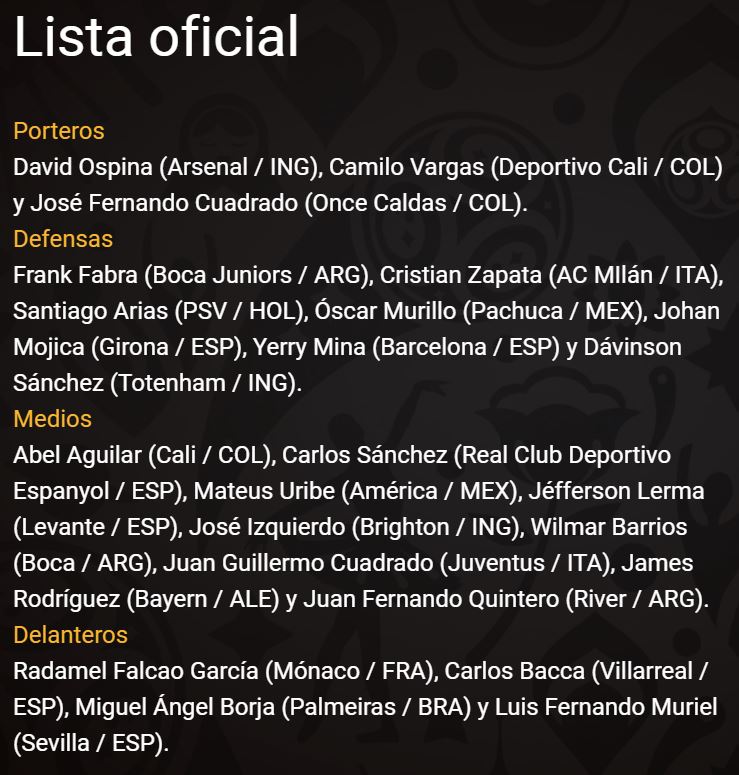 Lista oficial
Porteros
David Ospina (Arsenal / ING), Camilo Vargas (Deportivo Cali / COL)
y José Fernando Cuadrado (Once Caldas / COL).
Defensas
Frank Fabra (Boca Juniors / ARG), Cristian Zapata (AC MIlán / ITA),
Santiago Arias (PSV / HOL), Óscar Murillo (Pachuca / MEX), Johan
Mojica (Girona / ESP), Yerry Mina (Barcelona / ESP) y Dávinson
Sánchez (Totenham / ING).
Medios
Abel Aguilar (Cali / COL), Carlos Sánchez (Real Club Deportivo
Espanyol / ESP), Mateus Uribe (América / MEX), Jéfferson Lerma
(Levante / ESP), José Izquierdo (Brighton / ING), Wilmar Barrios
(Boca / ARG), Juan Guillermo Cuadrado (Juventus / ITA), James
Rodríguez (Bayern / ALE) y Juan Fernando Quintero (River / ARG).
Delanteros
Radamel Falcao García (Mónaco / FRA), Carlos Bacca (Villarreal /
ESP), Miguel Ángel Borja (Palmeiras / BRA) y Luis Fernando Muriel
(Sevilla / ESP).